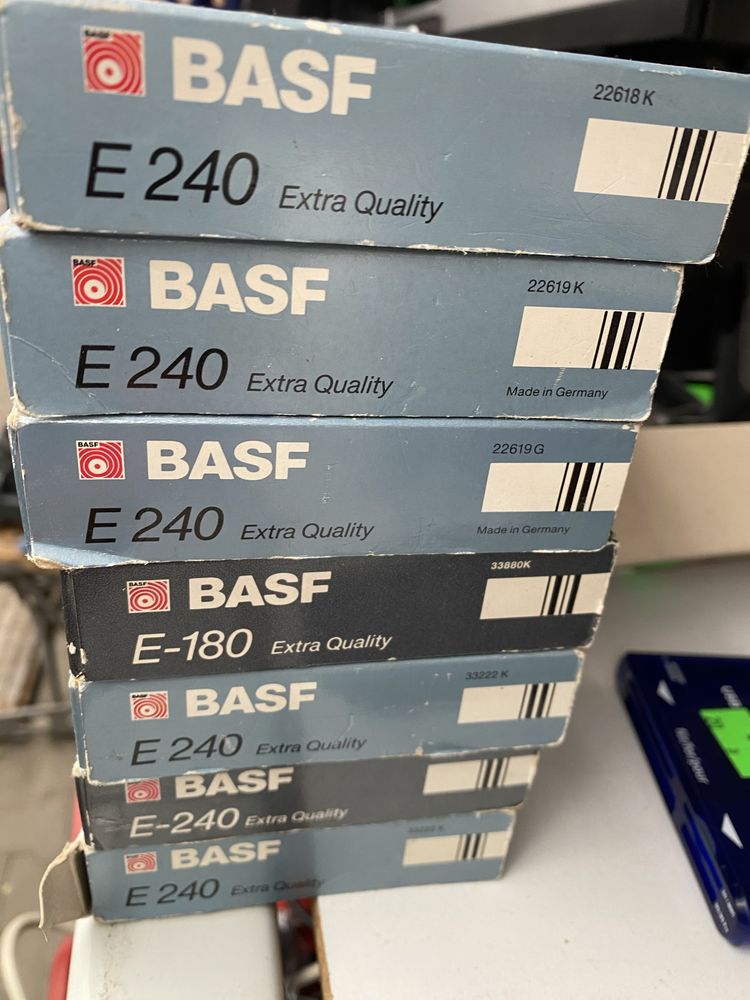 BASF
BASF
22618 K
E 240 Extra Quality
BASF
BASF
22619 K
E 240 Extra Quality
Made in Germany
BASF
BASF
22619 G
E 240 Extra Quality
Made in Germany
BASF
BASF
33880K
E-180 Extra Quality
BASF
BASF
33222 K
E 240 Extra Quality
BASF
E-240 Extra Quality
BASF
BASF
E 240 Extra Quality